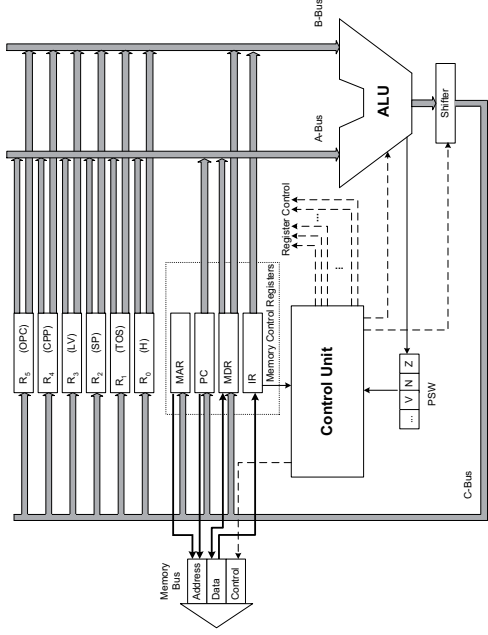 B-Bus
A-Bus
ALU
Shifter
R5 (OPC)
R4 (CPP)
R3 (LV)
R2 (SP)
R1 (TOS)
R0 (H)
MAR
PC
MDR
IR
Memory Control Registers
Register Control
...
...
Control Unit
... V N Z
PSW
C-Bus
Memory
Bus
Address
Data
Control